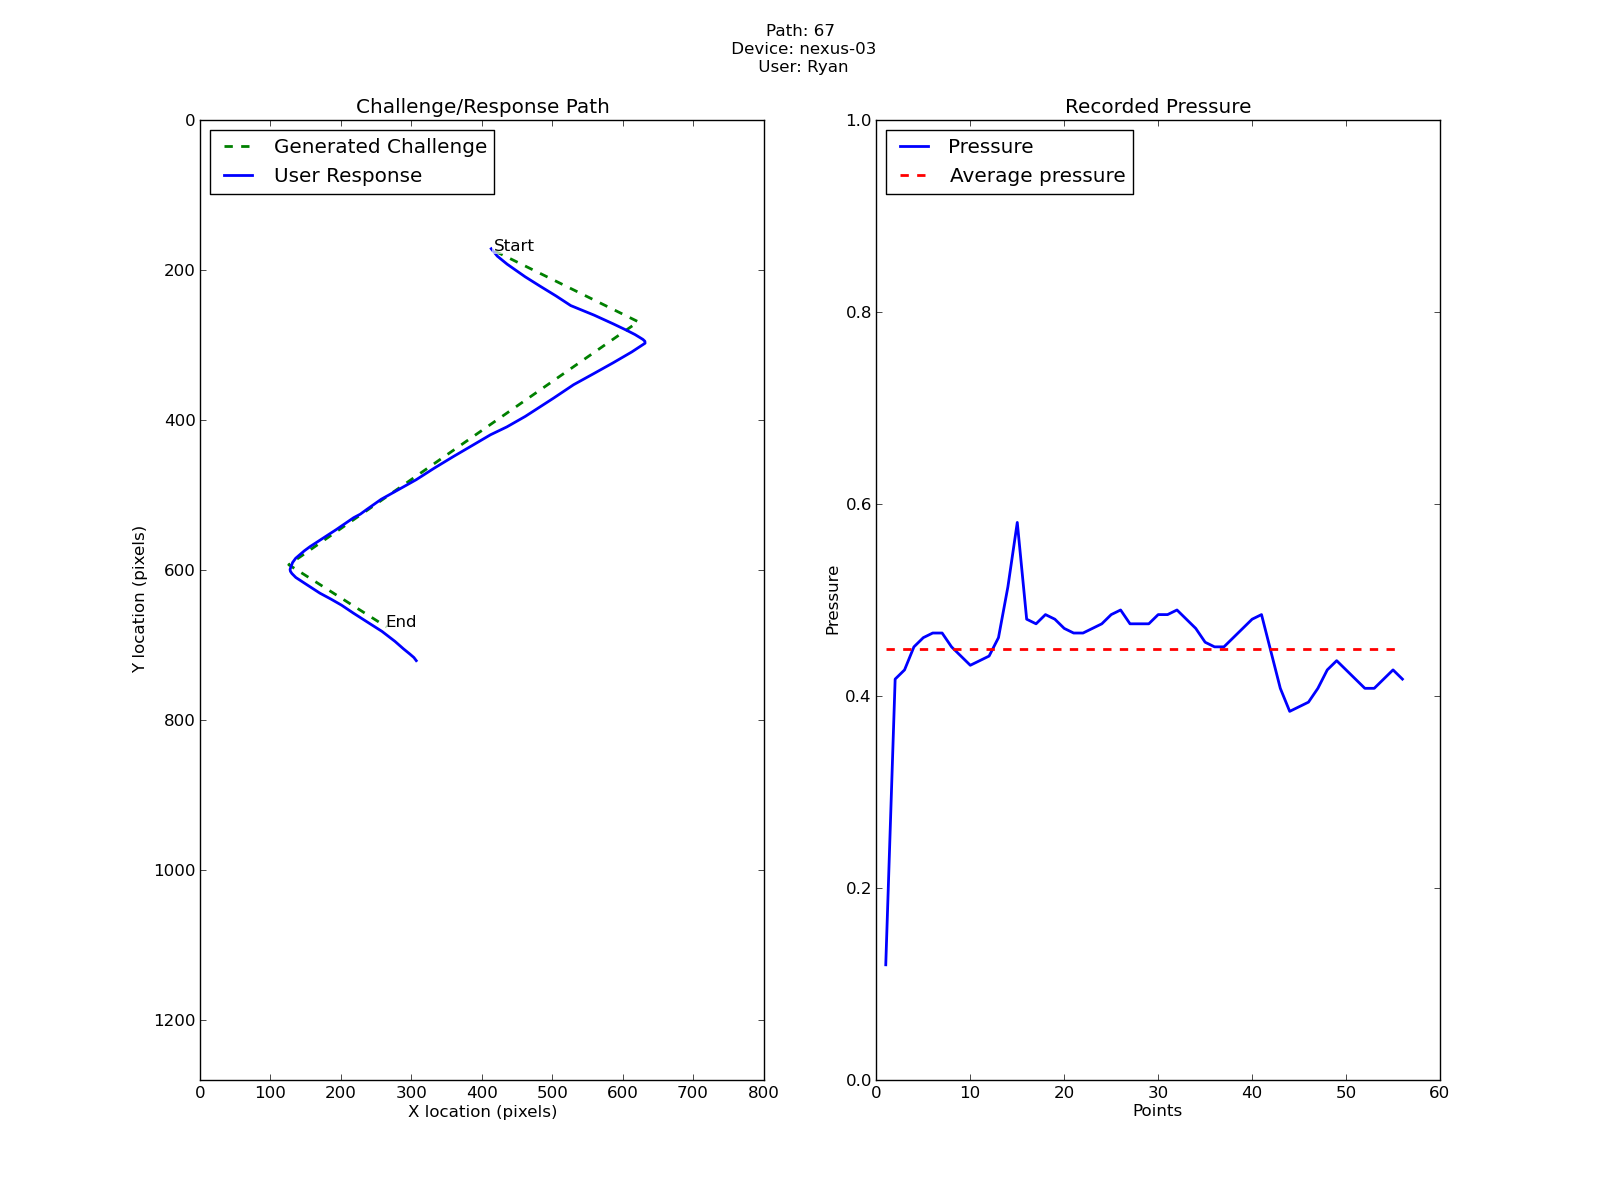 Path: 67
Device: nexus-03
User: Ryan
Challenge/Response Path
Generated Challenge
User Response
Start
End
0
200
400
600
800
1000
1200
Y location (pixels)
0 100 200 300 400 500 600 700 800
X location (pixels)
Recorded Pressure
Pressure
Average pressure
1.0
0.8
0.6
0.4
0.2
0.0
Pressure
0 10 20 30 40 50 60
Points